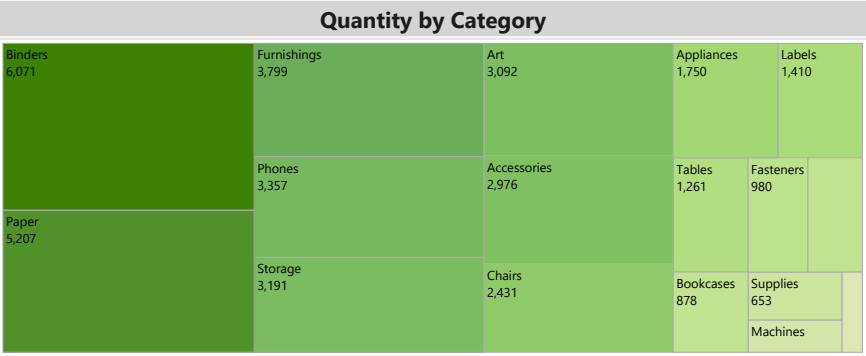 Quantity by Category
Binders
6,071
Paper
5,207
Furnishings
3,799
Phones
3,357
Storage
3,191
Art
3,092
Accessories
2,976
Chairs
2,431
Appliances
1,750
Labels
1,410
Tables
1,261
Fasteners
980
Bookcases
878
Supplies
653
Machines